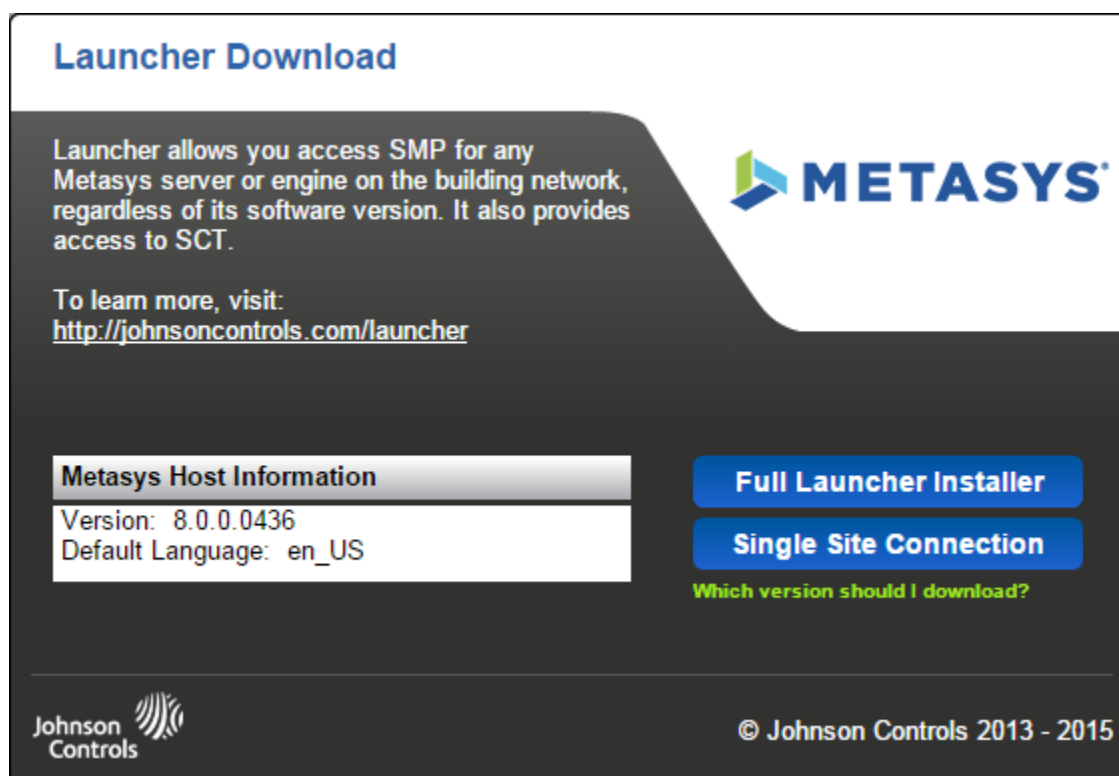 Launcher Download
Launcher allows you access SMP for any
Metasys server or engine on the building network,
regardless of its software version. It also provides
access to SCT.
To learn more, visit:
http://johnsoncontrols.com/launcher
METASYS®
Metasys Host Information
Version: 8.0.0.0436
Default Language: en_US
Full Launcher Installer
Single Site Connection
Which version should I download?
Johnson
Controls
© Johnson Controls 2013 - 2015